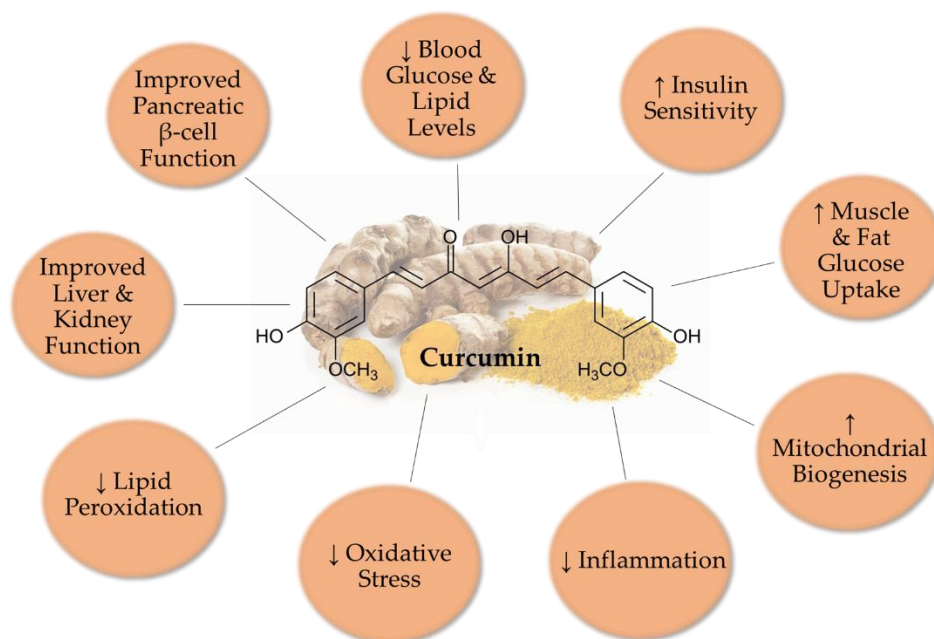 Improved
Pancreatic
β-cell
Function
↓ Blood
Glucose &
Lipid
Levels
↑ Insulin
Sensitivity
↑ Muscle
& Fat
Glucose
Uptake
↑
Mitochondrial
Biogenesis
↓ Inflammation
↓ Oxidative
Stress
↓ Lipid
Peroxidation
Improved
Liver &
Kidney
Function
O
OH
HO
OCH3
Curcumin
H3CO
OH